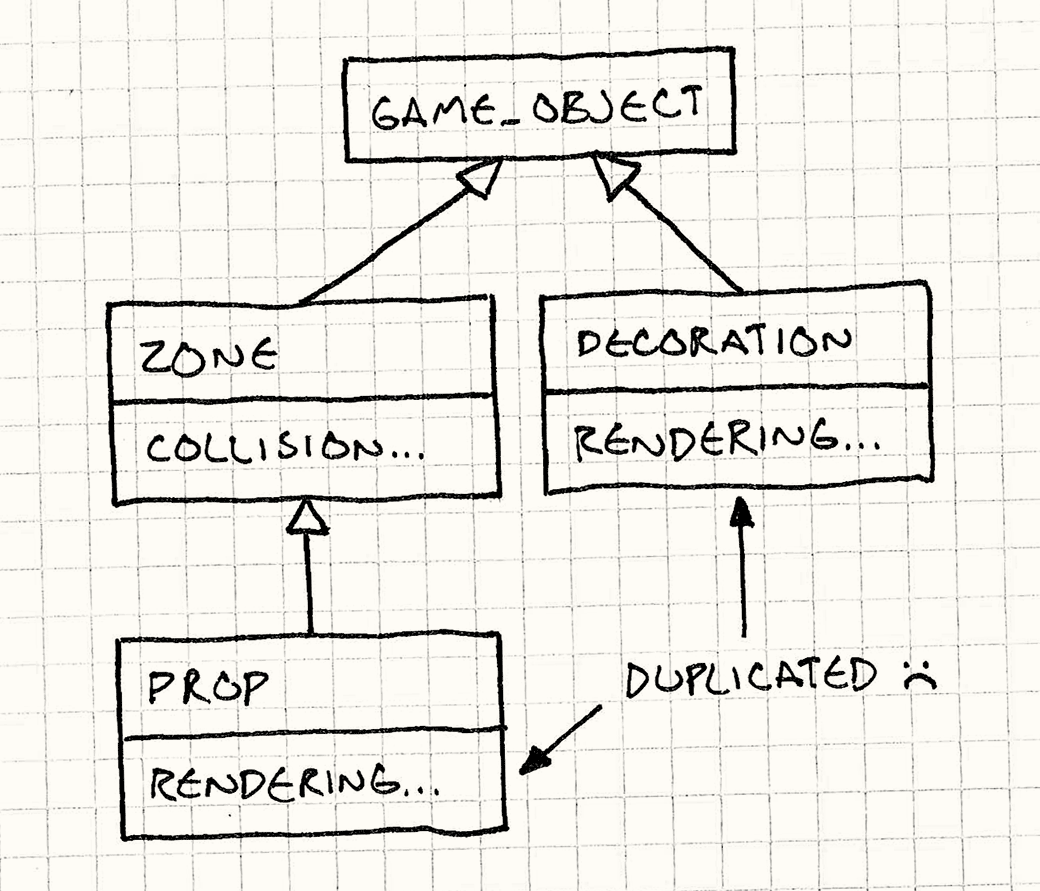 GAME_OBJECT
ZONE
COLLISION...
DECORATION
RENDERING...
PROP
RENDERING...
DUPLICATED :(